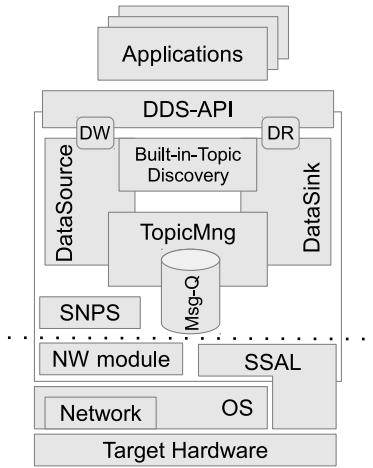 Applications
DDS-API
DW
DR
DataSource
Built-in-Topic
Discovery
DataSink
TopicMng
Msg-Q
SNPS
NW module
SSAL
Network
OS
Target Hardware